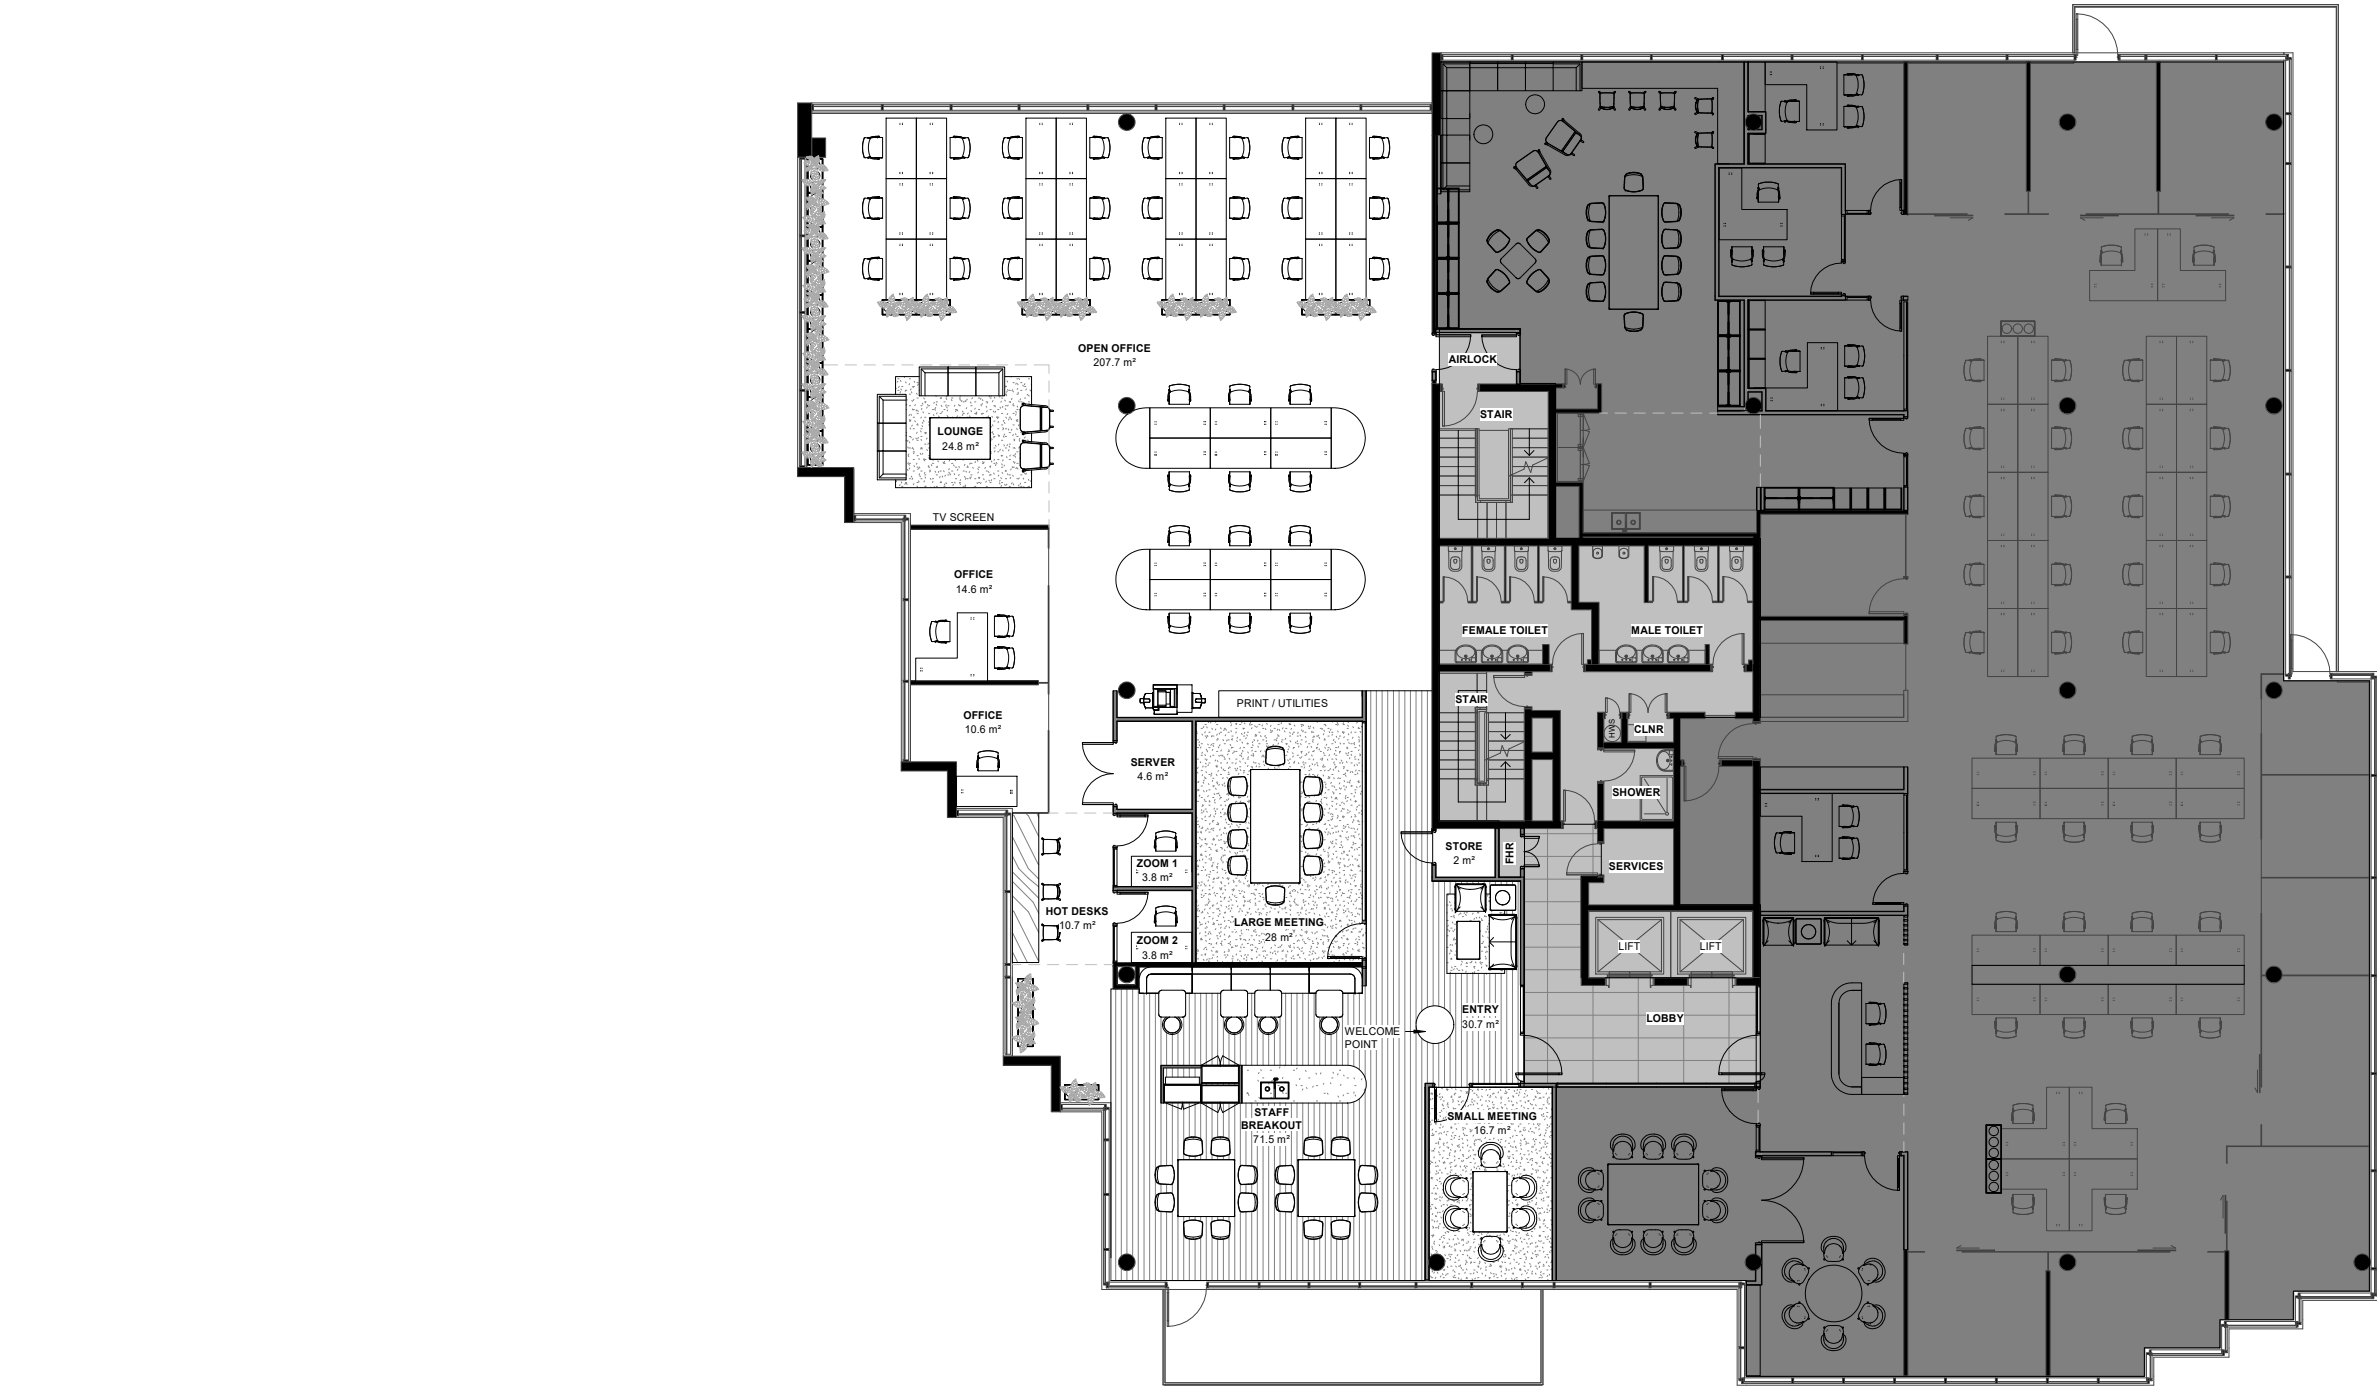 OPEN OFFICE
207.7 m²
AIRLOCK
STAIR
LOUNGE
24.8 m²
TV SCREEN
OFFICE
14.6 m²
FEMALE TOILET
MALE TOILET
OFFICE
10.6 m²
PRINT / UTILITIES
STAIR
HWS
CLNR
SERVER
4.6 m²
SHOWER
ZOOM 1
3.8 m²
STORE
2 m²
FHR
SERVICES
HOT DESKS
10.7 m²
LARGE MEETING
28 m²
ZOOM 2
3.8 m²
LIFT
LIFT
WELCOME
POINT
ENTRY
30.7 m²
LOBBY
STAFF
BREAKOUT
71.5 m²
SMALL MEETING
16.7 m²